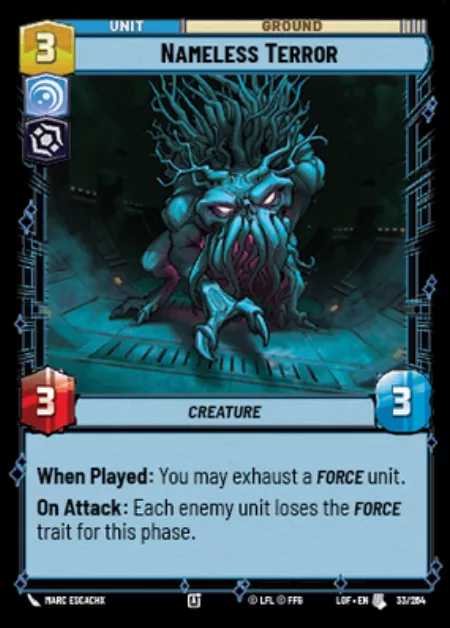 UNIT GROUND
3 NAMELESS TERROR
3 CREATURE 3
When Played: You may exhaust a FORCE unit.
On Attack: Each enemy unit loses the FORCE
trait for this phase.
MARC ESCACHX © LFL © FFG LOF • EN 33/264